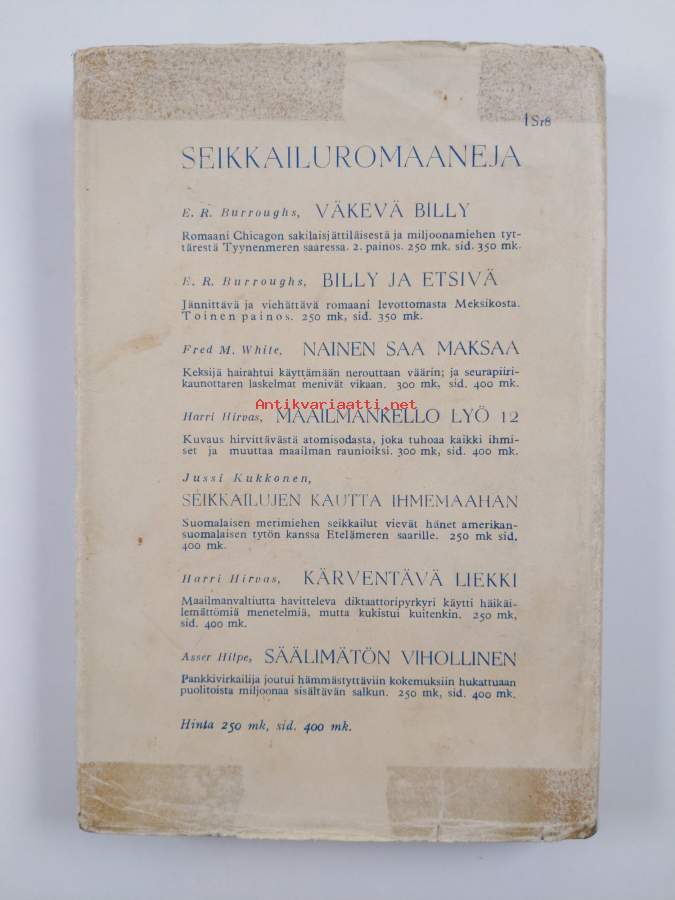 1 Sr8
SEIKKAILUROMAANEJA
E. R. Burroughs, VÄKEVÄ BILLY
Romaani Chicagon sakilaisjättiläisestä ja miljoonamiehen tyt-
tärestä Tyynenmeren saaressa. 2. painos. 250 mk. sid. 350 mk.
E. R. Burroughs, BILLY JA ETSIVÄ
Jännittävä ja viehättävä romaani levottomasta Meksikosta.
Toinen painos. 250 mk, sid. 350 mk.
Fred M. White, NAINEN SAA MAKSAA
Keksijä hairahtui käyttämään nerouttaan väärin; ja seurapiiri-
kaunottaren laskelmat menivät vikaan. 300 mk, sid. 400 mk.
Antikvariaatti.net
Harri Hirvas, MAAILMANKELLO LYÖ 12
Kuvaus hirvittävästä atomisodasta, joka tuhoaa kaikki ihmi-
set ja muuttaa maailman raunioiksi. 300 mk, sid. 400 mk.
Jussi Kukkonen,
SEIKKAILUJEN KAUTTA IHMEMAAHAN
Suomalaisen merimiehen seikkailut vievät hänet amerikan-
suomalaisen tytön kanssa Etelämeren saarille. 250 mk sid.
400 mk.
Harri Hirvas, KÄRVENTÄVÄ LIEKKI
Maailmanvaltiutta havitteleva diktaattoripyrkyri käytti häikäi-
lemättömiä menetelmiä, mutta kukistui kuitenkin. 250 mk,
sid. 400 mk.
Asser Hilpe, SÄÄLIMÄTÖN VIHOLLINEN
Pankkivirkailija joutui hämmästyttäviin kokemuksiin hukattuaan
puolitoista miljoonaa sisältävän salkun. 250 mk, sid. 400 mk.
Hinta 250 mk, sid. 400 mk.